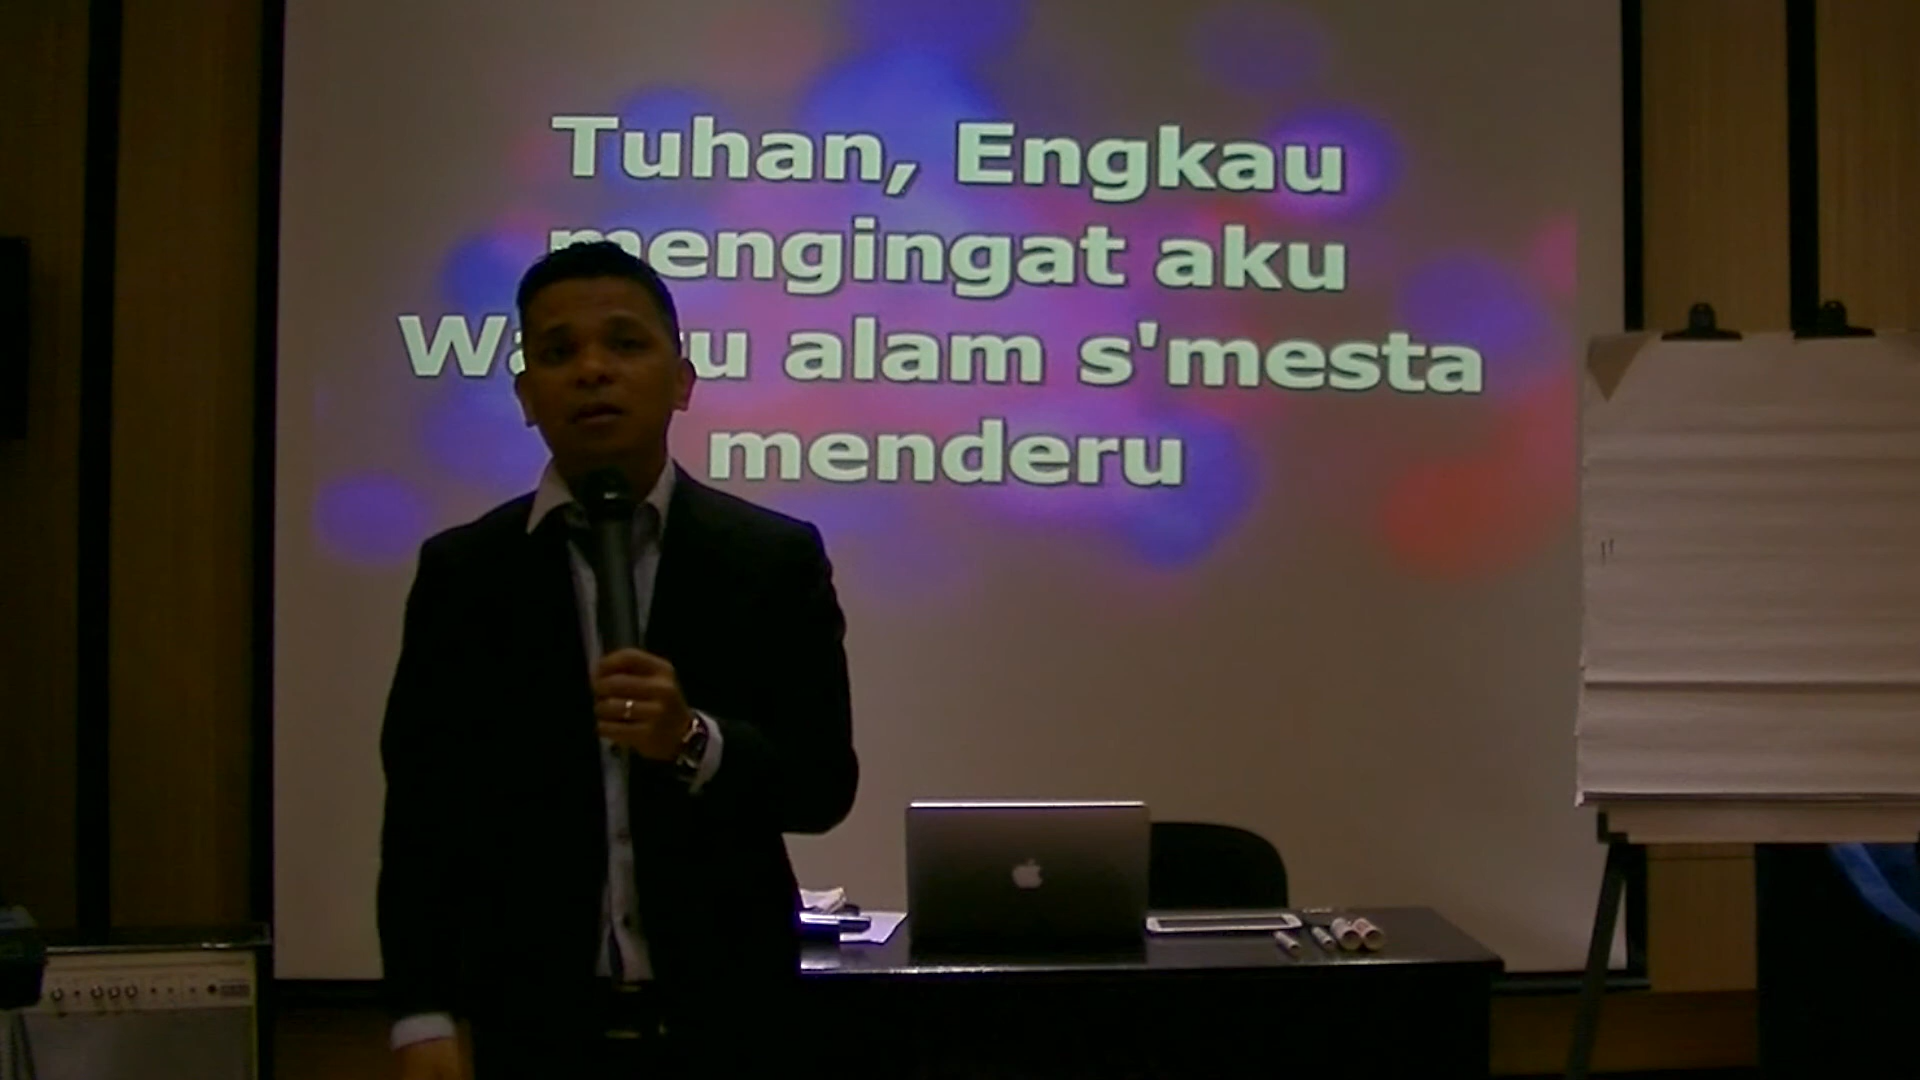 Tuhan, Engkau
mengingat aku
alam s'mesta
menderu